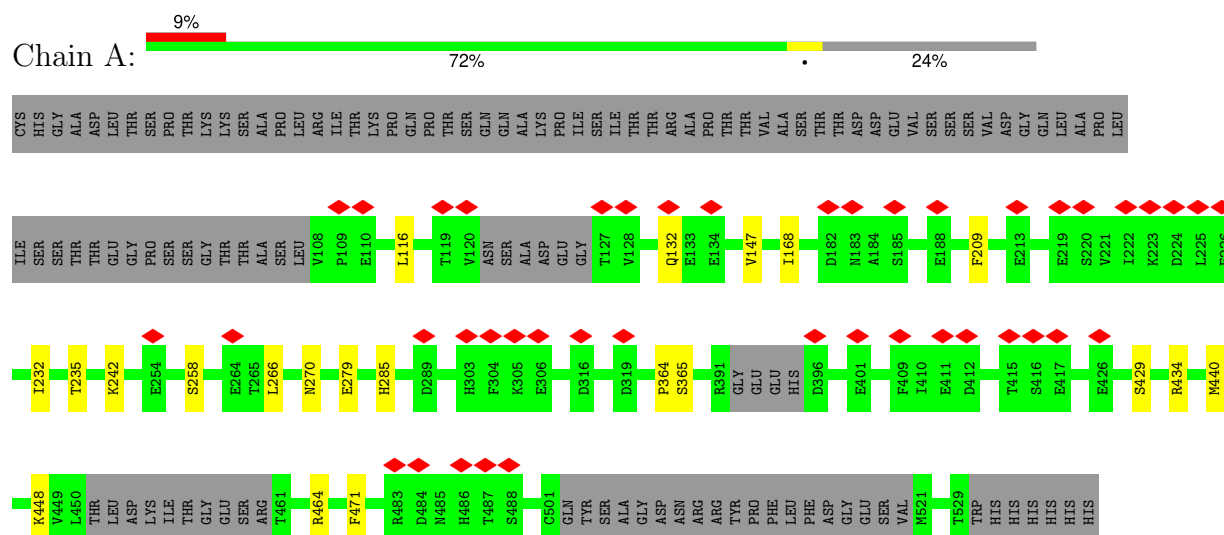 9%
Chain A:
72% • 24%
CYS HIS GLY ALA ASP LEU THR SER PRO THR LYS LYS SER ALA PRO LEU ARG ILE THR LYS PRO GLN PRO THR SER GLN GLN ALA LYS PRO ILE SER ILE THR THR ARG ALA PRO THR THR VAL ALA SER THR THR ASP ASP GLU VAL SER SER SER VAL ASP GLY GLN LEU ALA PRO LEU
ILE SER SER THR THR GLU GLY PRO SER SER GLY THR THR ALA SER LEU V108 P109 E110 L116 T119 V120 ASN SER ALA ASP GLU GLY T127 V128 Q132 E133 E134 V147 I168 D182 N183 A184 S185 E188 F209 E213 E219 S220 V221 I222 K223 D224 L225
I232 T235 K242 E254 S258 E264 T265 L266 N270 E279 H285 D289 H303 F304 K305 E306 D316 D319 P364 S365 R391 GLY GLU GLU HIS D396 E401 F409 I410 E411 D412 T415 S416 E417 E426 S429 R434 M440
K448 V449 L450 THR LEU ASP LYS ILE THR GLY GLU SER ARG T461 R464 F471 R483 D484 N485 H486 T487 S488 C501 GLN TYR SER ALA GLY ASP ASN ARG ARG TYR PRO PHE LEU PHE ASP GLY GLU SER VAL M521 T529 TRP HIS HIS HIS HIS HIS HIS